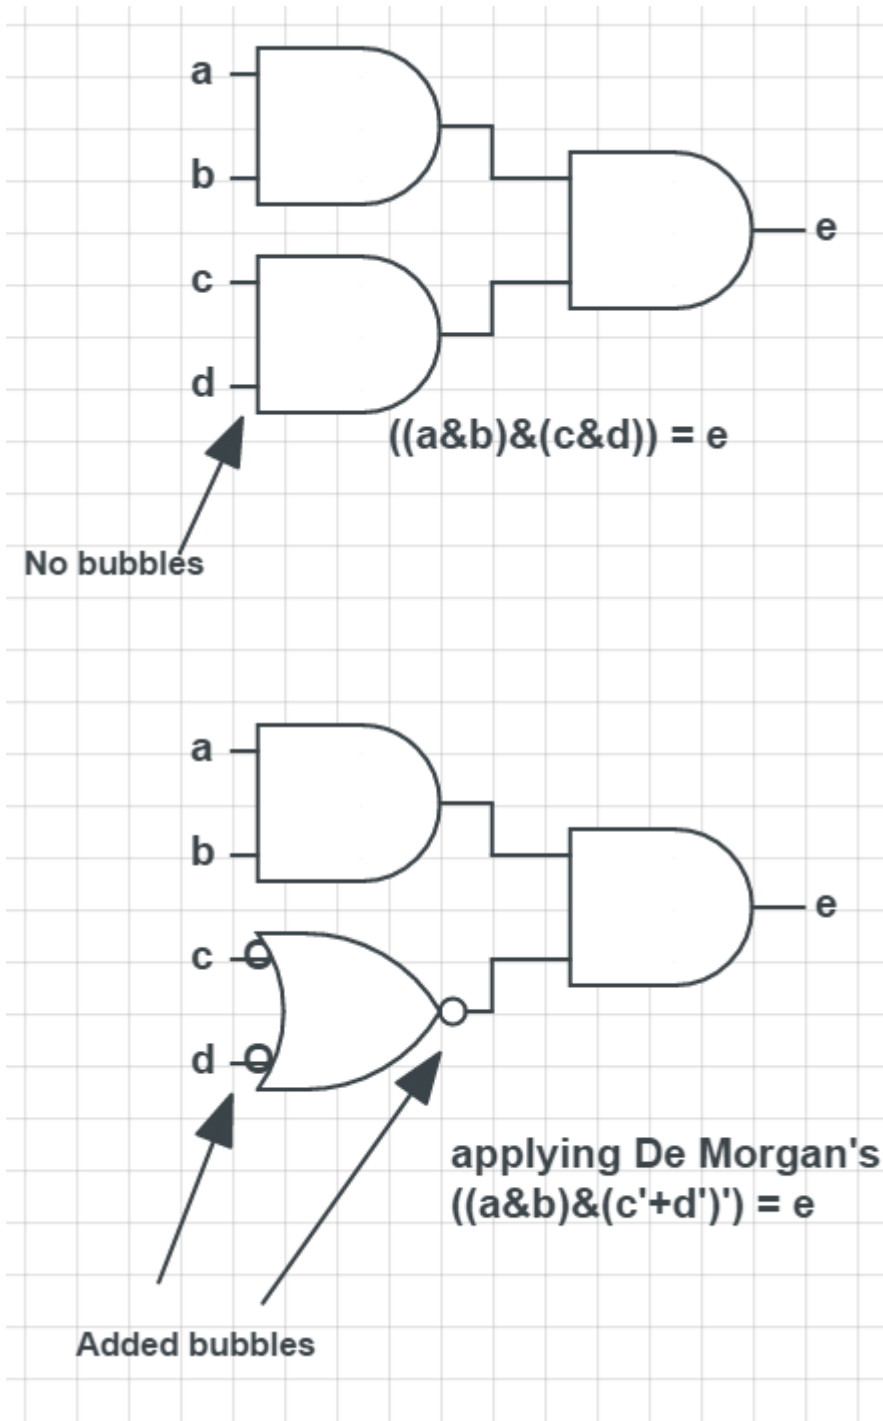 a
b
c
d
e
((a&b)&(c&d)) = e
No bubbles
a
b
c
d
e
applying De Morgan's
((a&b)&(c'+d')') = e
Added bubbles